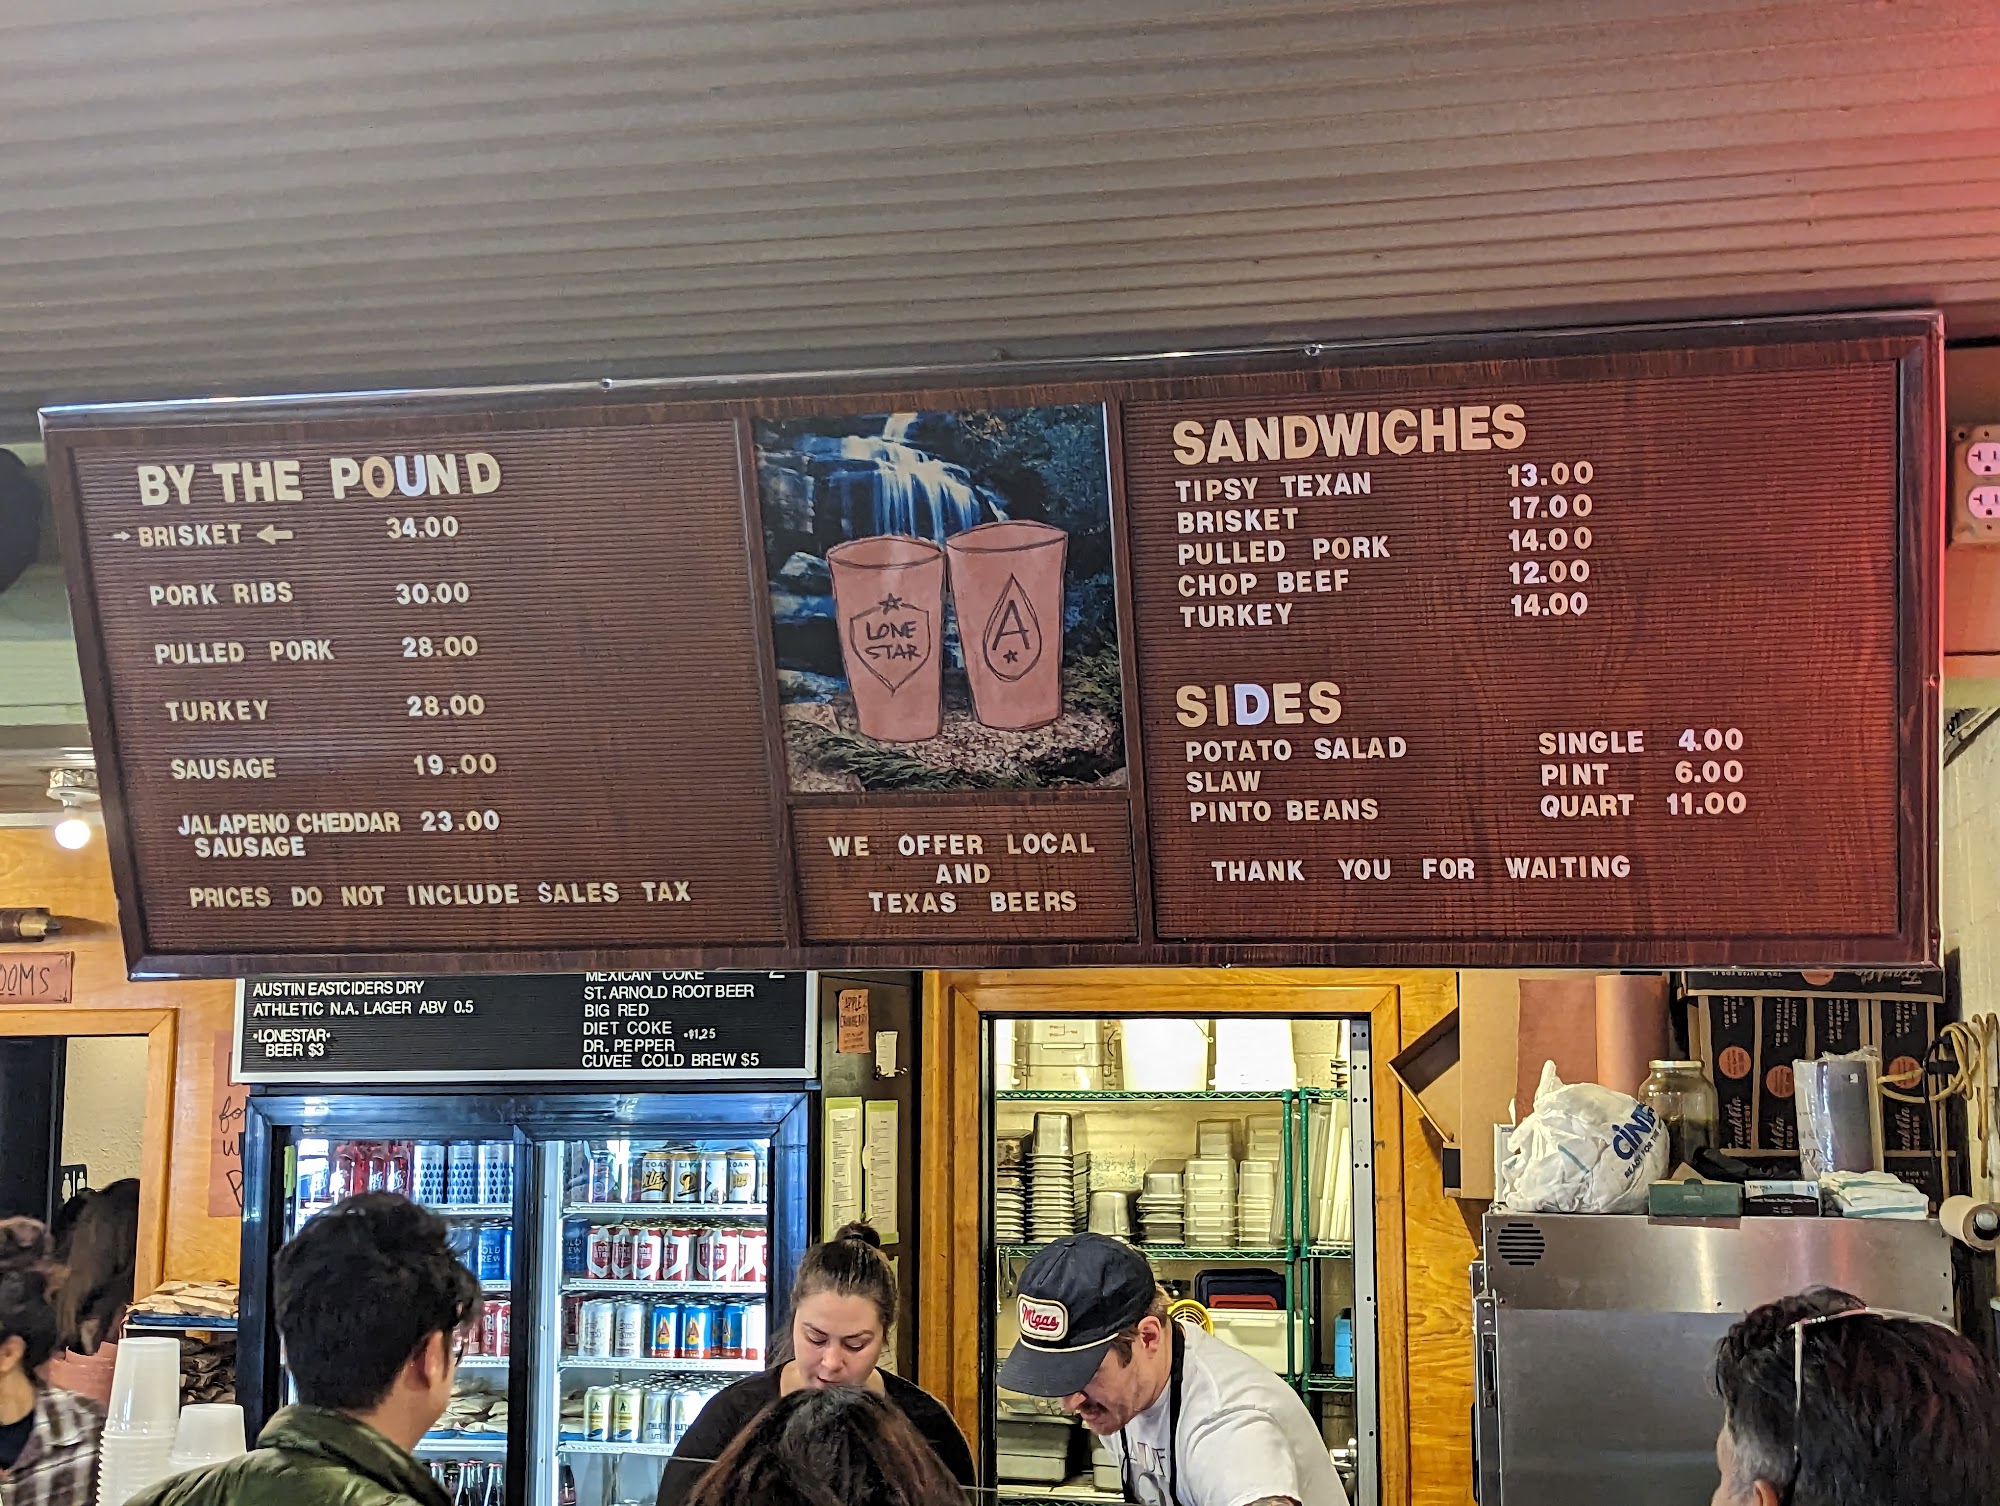 BY THE POUND
→ BRISKET ← 34.00
PORK RIBS 30.00
PULLED PORK 28.00
TURKEY 28.00
SAUSAGE 19.00
JALAPENO CHEDDAR 23.00
SAUSAGE
PRICES DO NOT INCLUDE SALES TAX
LONE
STAR
A
WE OFFER LOCAL
AND
TEXAS BEERS
SANDWICHES
TIPSY TEXAN 13.00
BRISKET 17.00
PULLED PORK 14.00
CHOP BEEF 12.00
TURKEY 14.00
SIDES
POTATO SALAD SINGLE 4.00
SLAW PINT 6.00
PINTO BEANS QUART 11.00
THANK YOU FOR WAITING
OOMS
AUSTIN EASTCIDERS DRY
ATHLETIC N.A. LAGER ABV 0.5
•LONESTAR•
BEER $3
MEXICAN COKE
ST. ARNOLD ROOT BEER
BIG RED
DIET COKE •$1.25
DR. PEPPER
CUVEE COLD BREW $5
Migas